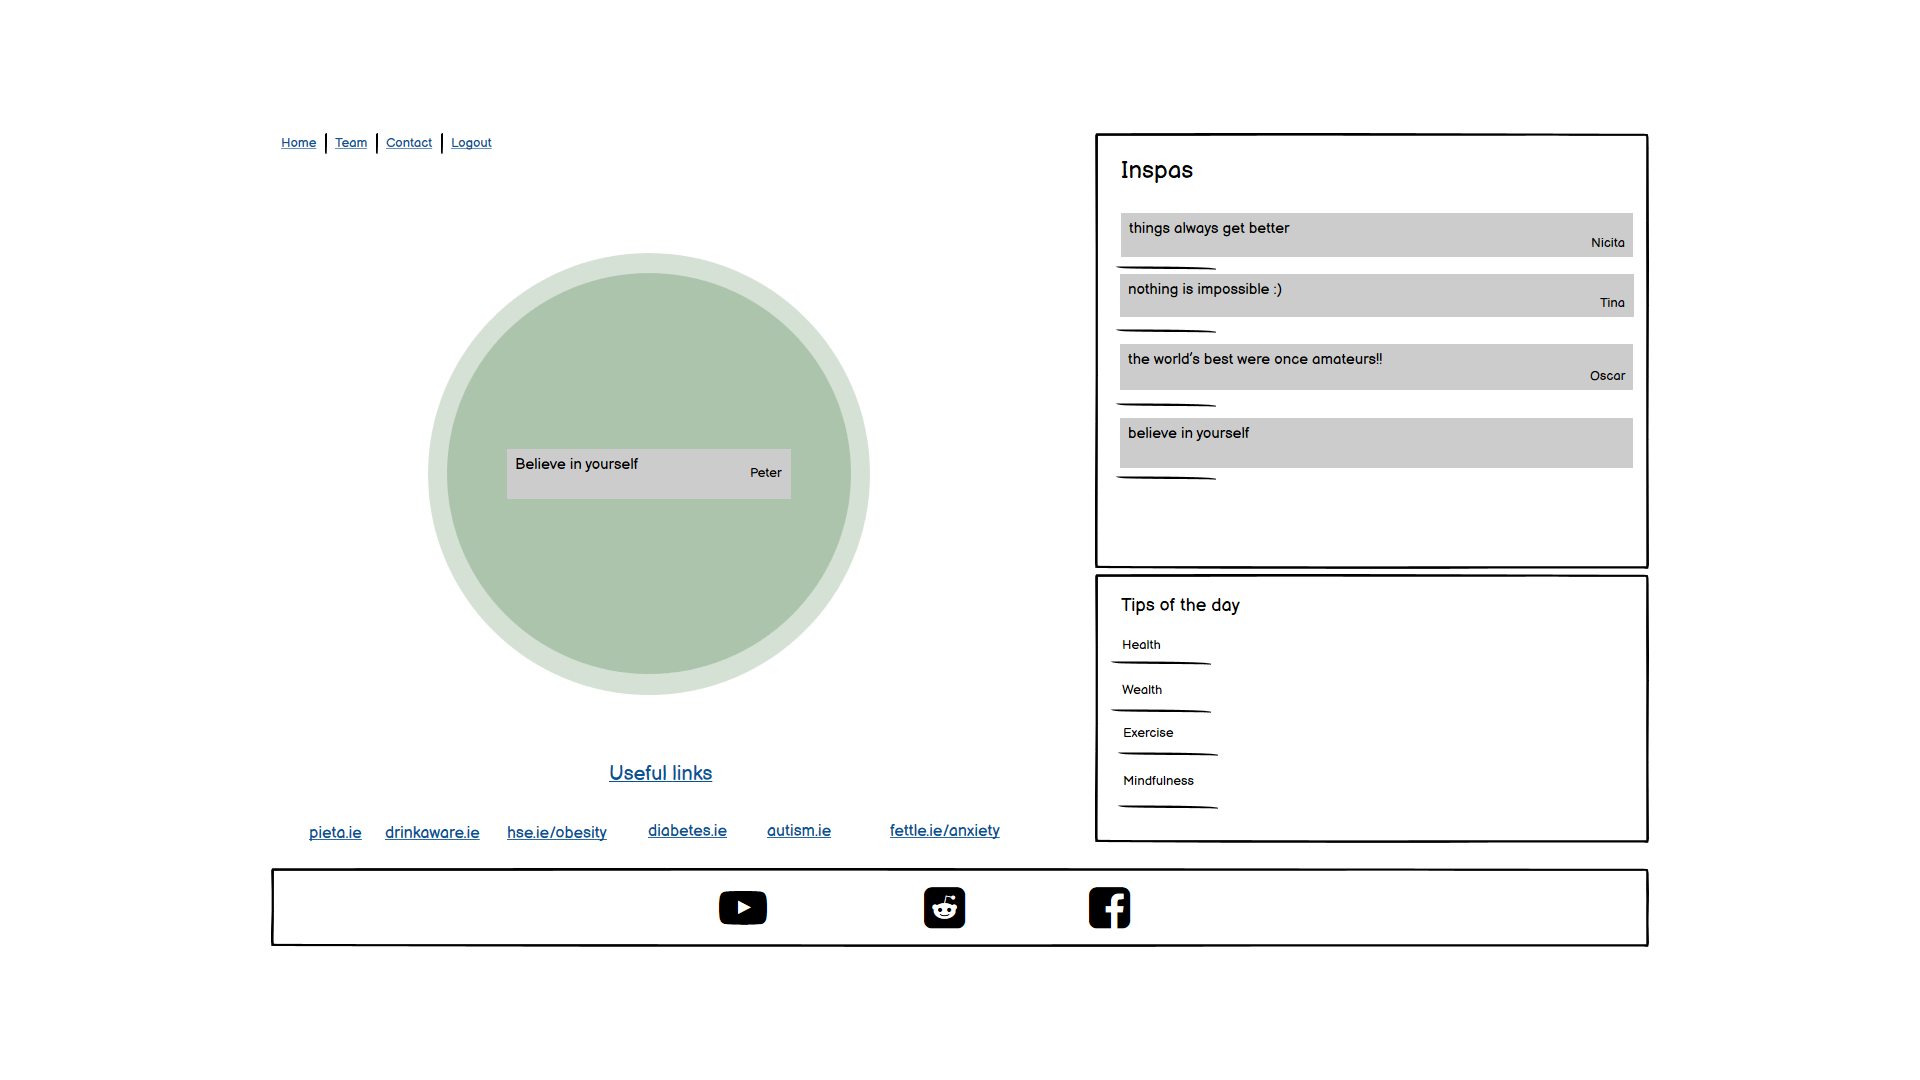 Home Team Contact Logout
Believe in yourself
Peter
Useful links
pieta.ie drinkaware.ie hse.ie/obesity diabetes.ie autism.ie fettle.ie/anxiety
Inspas
things always get better
Nicita
nothing is impossible :)
Tina
the world's best were once amateurs!!
Oscar
believe in yourself
Tips of the day
Health
Wealth
Exercise
Mindfulness